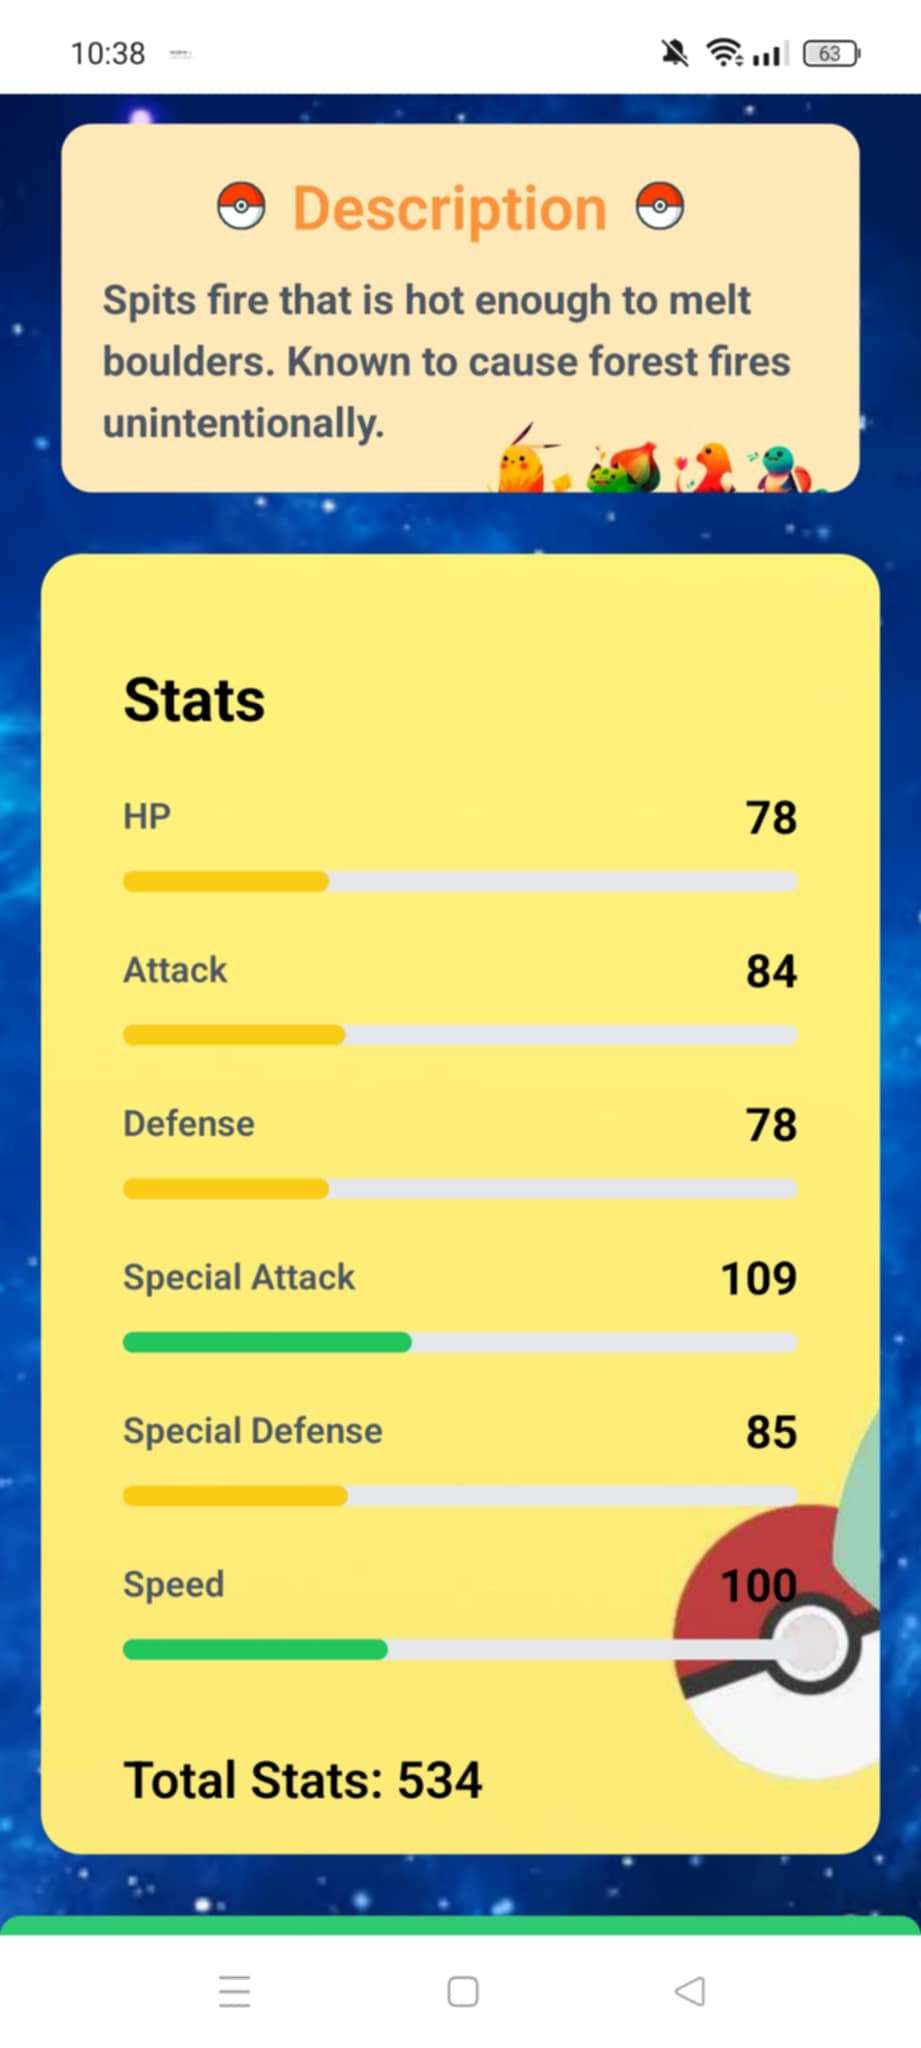 10:38
63
Description
Spits fire that is hot enough to melt
boulders. Known to cause forest fires
unintentionally.
Stats
HP 78
Attack 84
Defense 78
Special Attack 109
Special Defense 85
Speed 100
Total Stats: 534